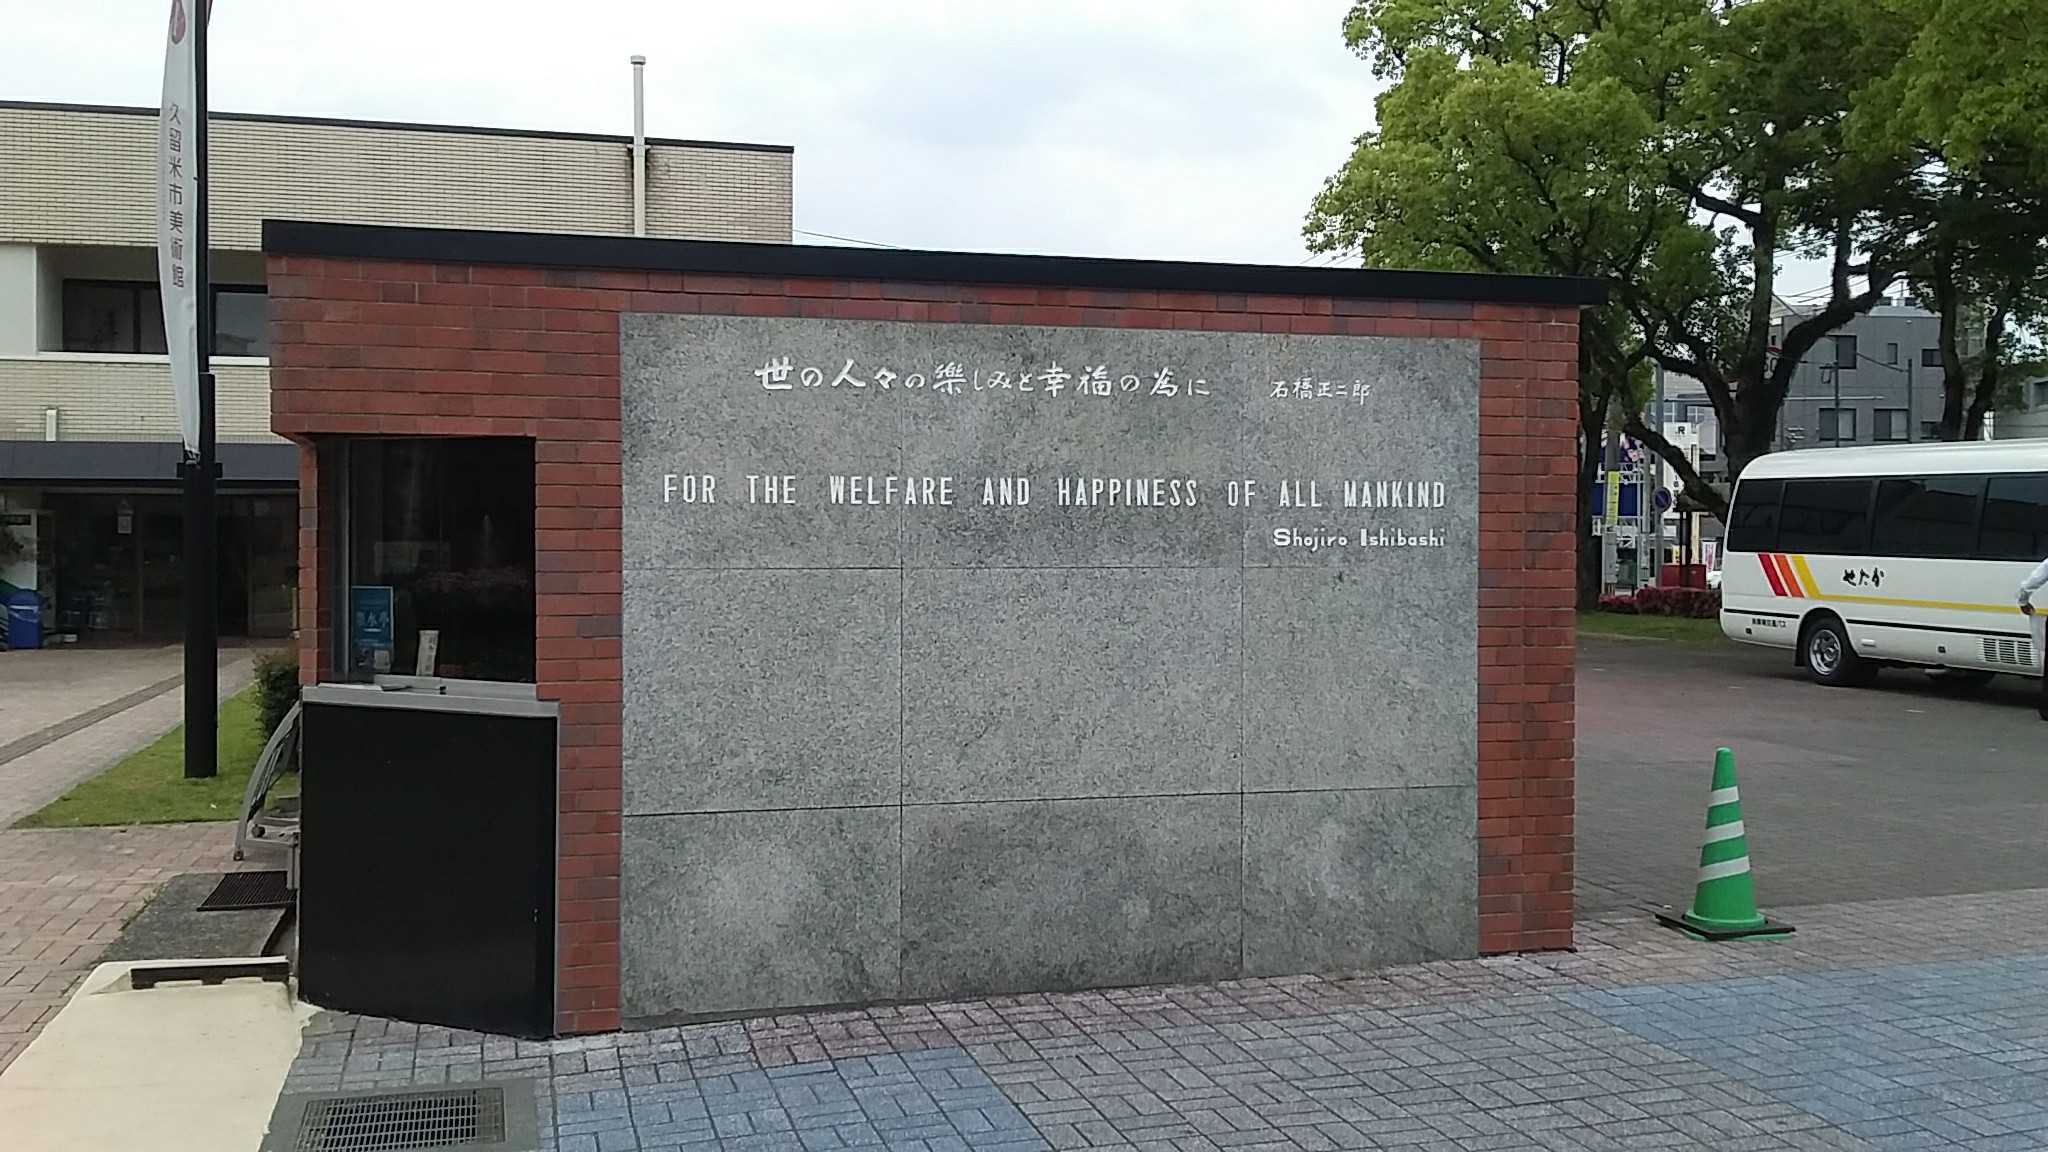 久留米市美術館
世の人々の楽しみと幸福の為に 石橋正二郎
FOR THE WELFARE AND HAPPINESS OF ALL MANKIND
Shojiro Ishibashi
せたか